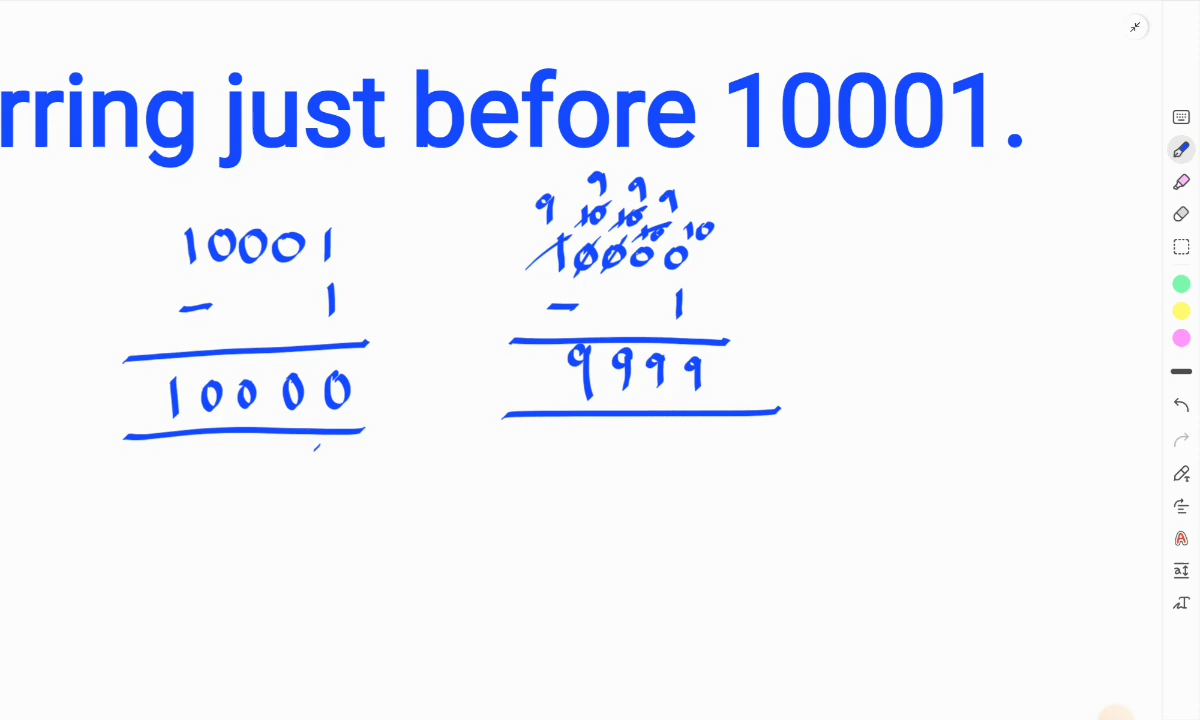 rring just before 10001.
10001
- 1
10000
9 9 9 9
10 10 10 10
10000
- 1
9999